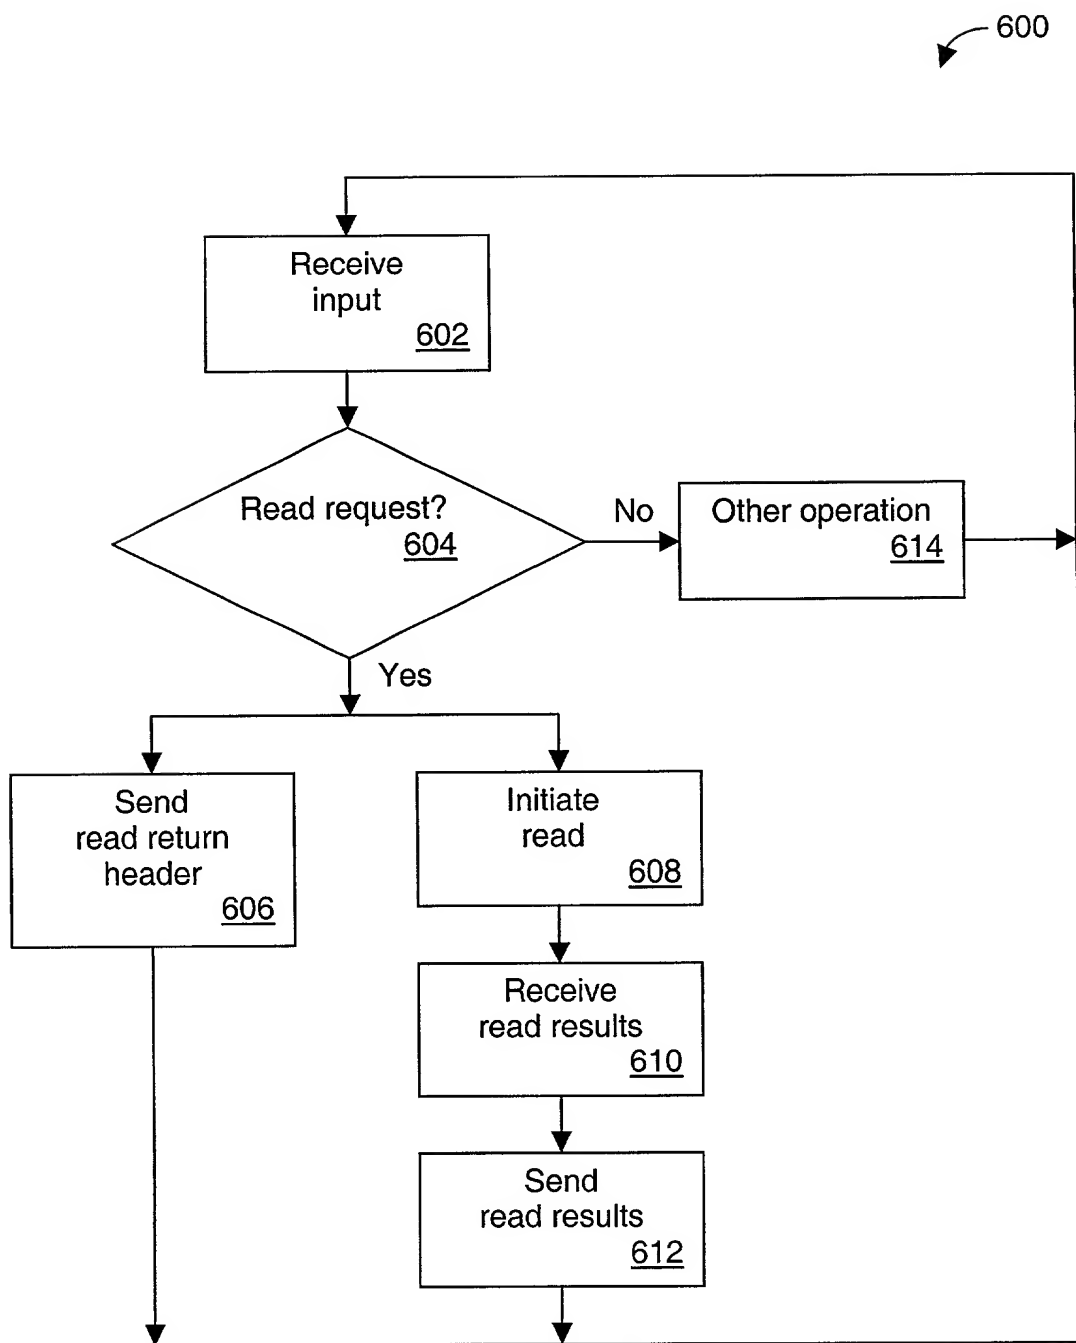 600
Receive
input
602
Read request?
604
No
Other operation
614
Yes
Send
read return
header
606
Initiate
read
608
Receive
read results
610
Send
read results
612